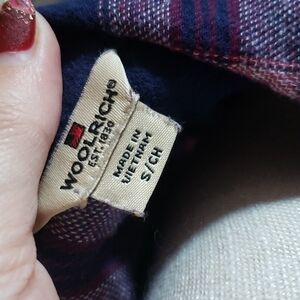 WOOLRICH®
EST. 1830
MADE IN
VIETNAM
S/CH